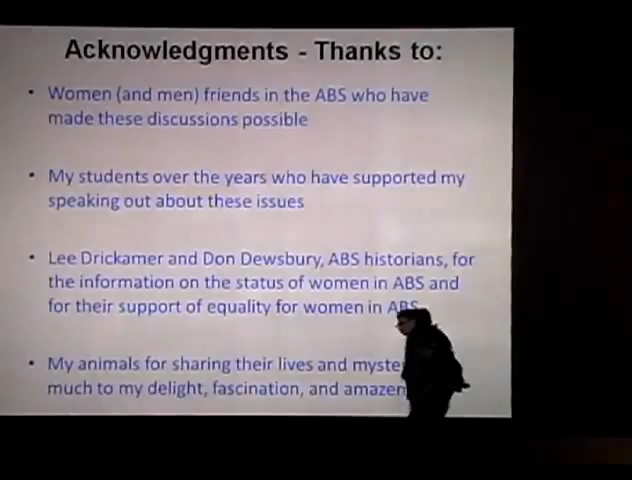 Acknowledgments - Thanks to:
• Women (and men) friends in the ABS who have
made these discussions possible
• My students over the years who have supported my
speaking out about these issues
• Lee Drickamer and Don Dewsbury, ABS historians, for
the information on the status of women in ABS and
for their support of equality for women in ABS
• My animals for sharing their lives and
much to my delight, fascination, and